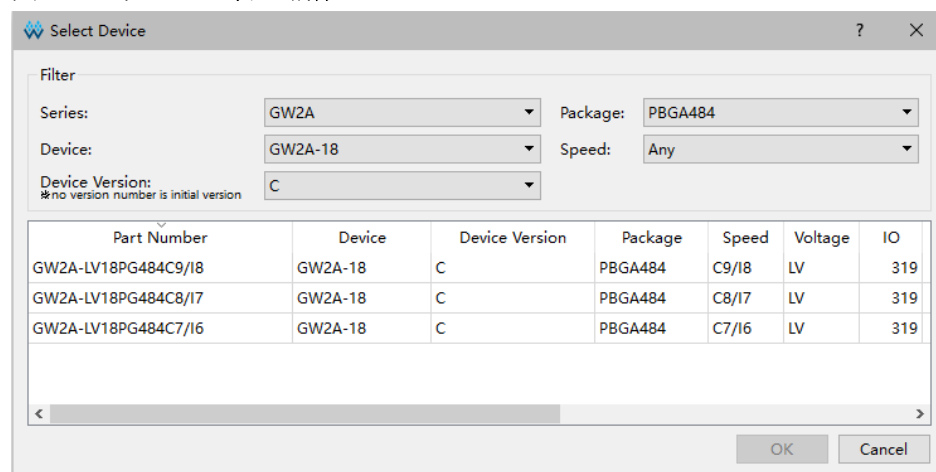 Select Device ? ×
Filter
Series: GW2A Package: PBGA484
Device: GW2A-18 Speed: Any
Device Version: C
*no version number is initial version
Part Number Device Device Version Package Speed Voltage IO
GW2A-LV18PG484C9/I8 GW2A-18 C PBGA484 C9/I8 LV 319
GW2A-LV18PG484C8/I7 GW2A-18 C PBGA484 C8/I7 LV 319
GW2A-LV18PG484C7/I6 GW2A-18 C PBGA484 C7/I6 LV 319
OK Cancel